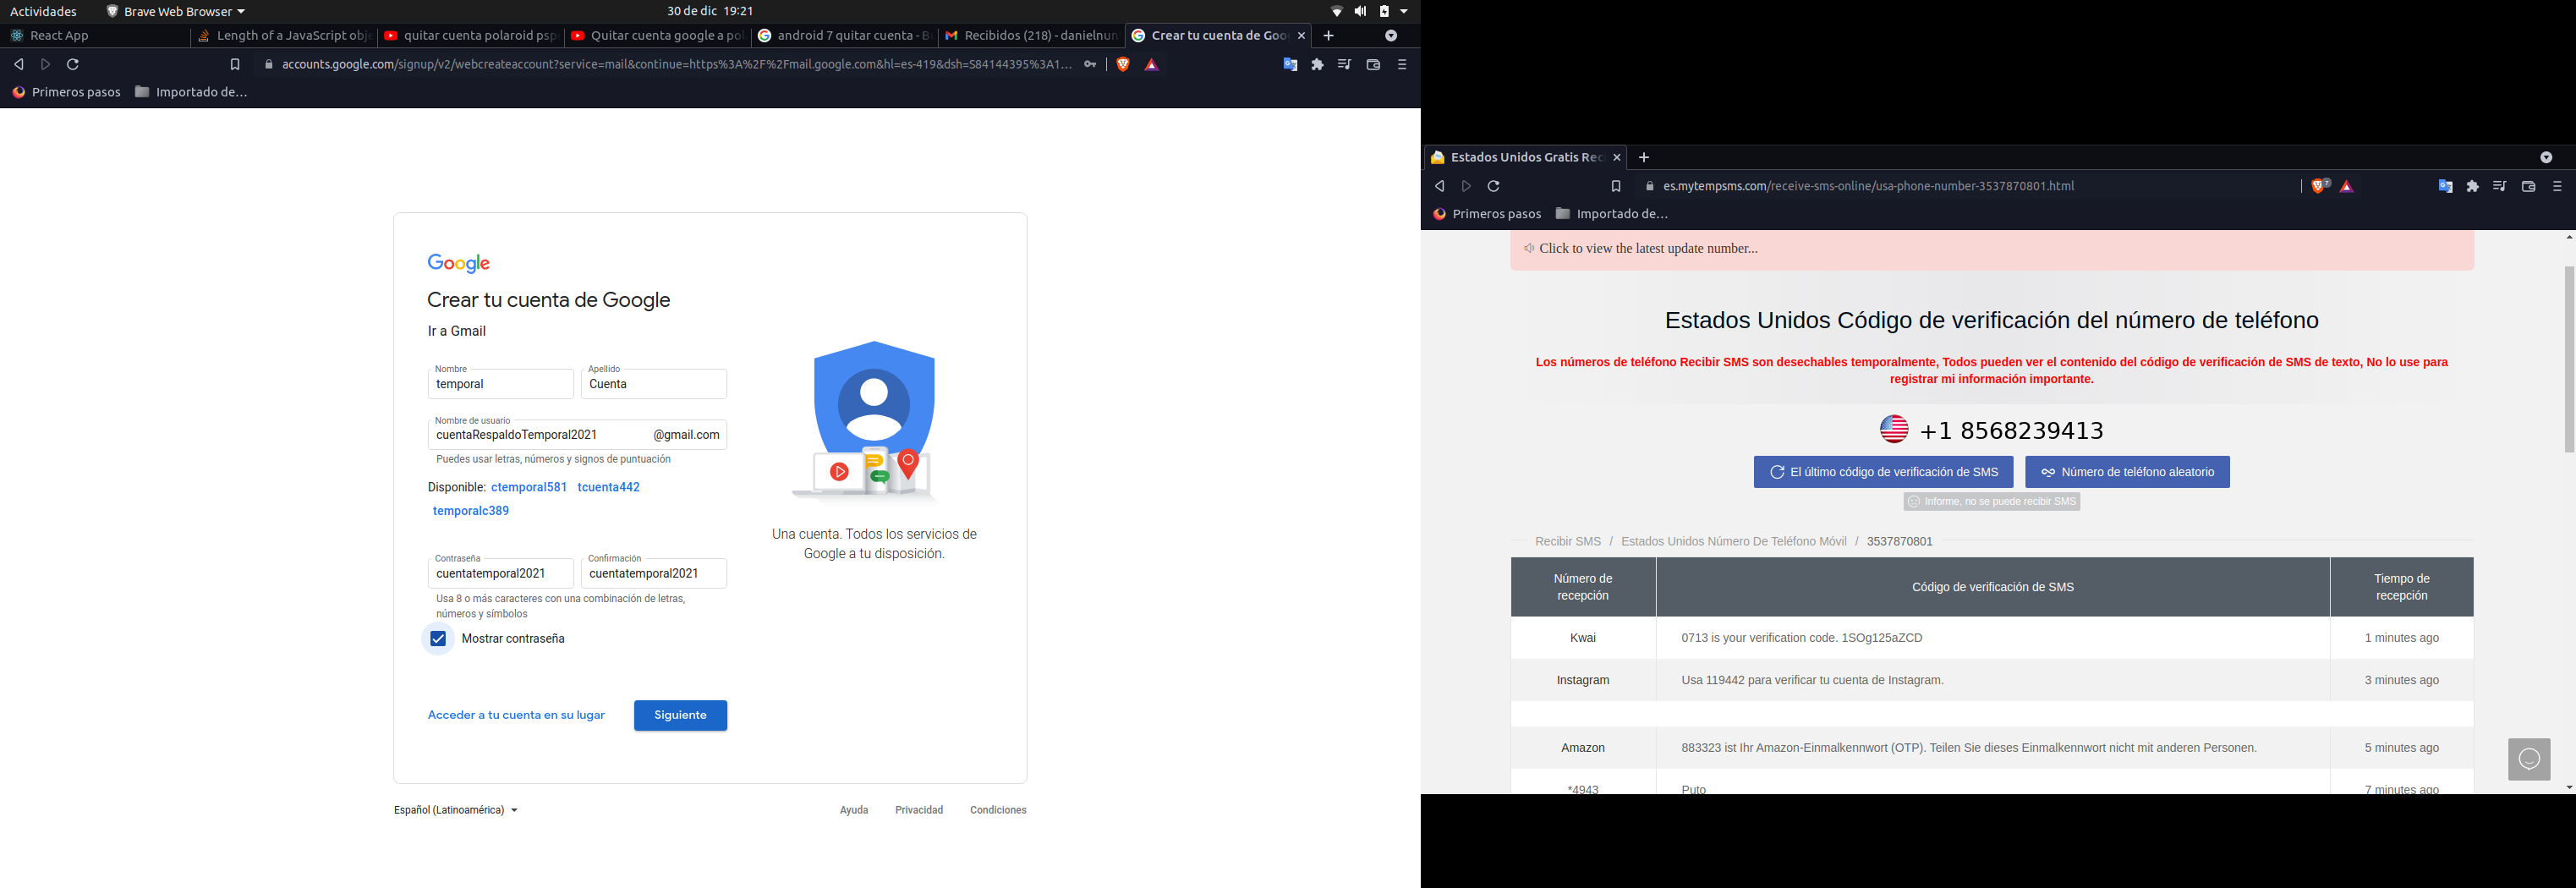 Actividades
Brave Web Browser
30 de dic 19:21
React App
Length of a JavaScript obj
quitar cuenta polaroid psp
Quitar cuenta google a pol
android 7 quitar cuenta - B
Recibidos (218) - danielnun
Crear tu cuenta de Goo
accounts.google.com/signup/v2/webcreateaccount?service=mail&continue=https%3A%2F%2Fmail.google.com&hl=es-419&dsh=S84144395%3A1...
Primeros pasos
Importado de...
Google
Crear tu cuenta de Google
Ir a Gmail
Nombre
temporal
Apellido
Cuenta
Nombre de usuario
cuentaRespaldoTemporal2021 @gmail.com
Puedes usar letras, números y signos de puntuación
Disponible: ctemporal581 tcuenta442
temporalc389
Contraseña
cuentatemporal2021
Confirmación
cuentatemporal2021
Usa 8 o más caracteres con una combinación de letras,
números y símbolos
Mostrar contraseña
Acceder a tu cuenta en su lugar
Siguiente
Una cuenta. Todos los servicios de
Google a tu disposición.
Español (Latinoamérica)
Ayuda
Privacidad
Condiciones
Estados Unidos Gratis Rec
es.mytempsms.com/receive-sms-online/usa-phone-number-3537870801.html
7
Primeros pasos
Importado de...
Click to view the latest update number...
Estados Unidos Código de verificación del número de teléfono
Los números de teléfono Recibir SMS son desechables temporalmente, Todos pueden ver el contenido del código de verificación de SMS de texto, No lo use para
registrar mi información importante.
+1 8568239413
El último código de verificación de SMS
Número de teléfono aleatorio
Informe, no se puede recibir SMS
Recibir SMS / Estados Unidos Número De Teléfono Móvil / 3537870801
Número de
recepción
Código de verificación de SMS
Tiempo de
recepción
Kwai
0713 is your verification code. 1SOg125aZCD
1 minutes ago
Instagram
Usa 119442 para verificar tu cuenta de Instagram.
3 minutes ago
Amazon
883323 ist Ihr Amazon-Einmalkennwort (OTP). Teilen Sie dieses Einmalkennwort nicht mit anderen Personen.
5 minutes ago
*4943
Puto
7 minutes ago